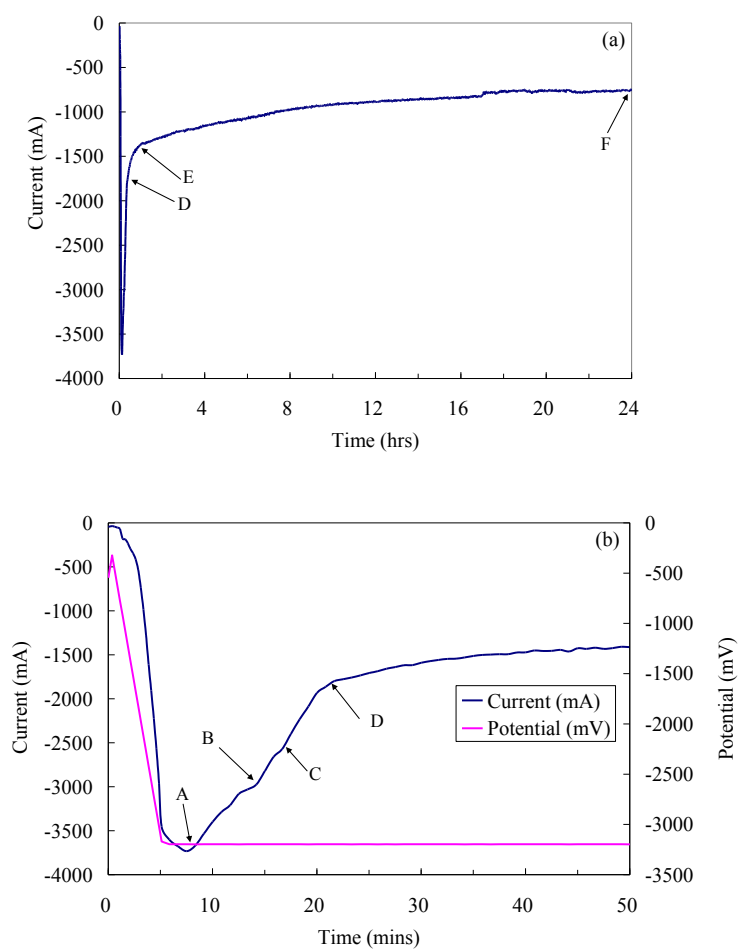 (a)
0
-500
-1000
-1500
-2000
-2500
-3000
-3500
-4000
Current (mA)
E
D
F
0 4 8 12 16 20 24
Time (hrs)
(b)
0
-500
-1000
-1500
-2000
-2500
-3000
-3500
-4000
Current (mA)
A
B
C
D
Current (mA)
Potential (mV)
0
-500
-1000
-1500
-2000
-2500
-3000
-3500
Potential (mV)
0 10 20 30 40 50
Time (mins)